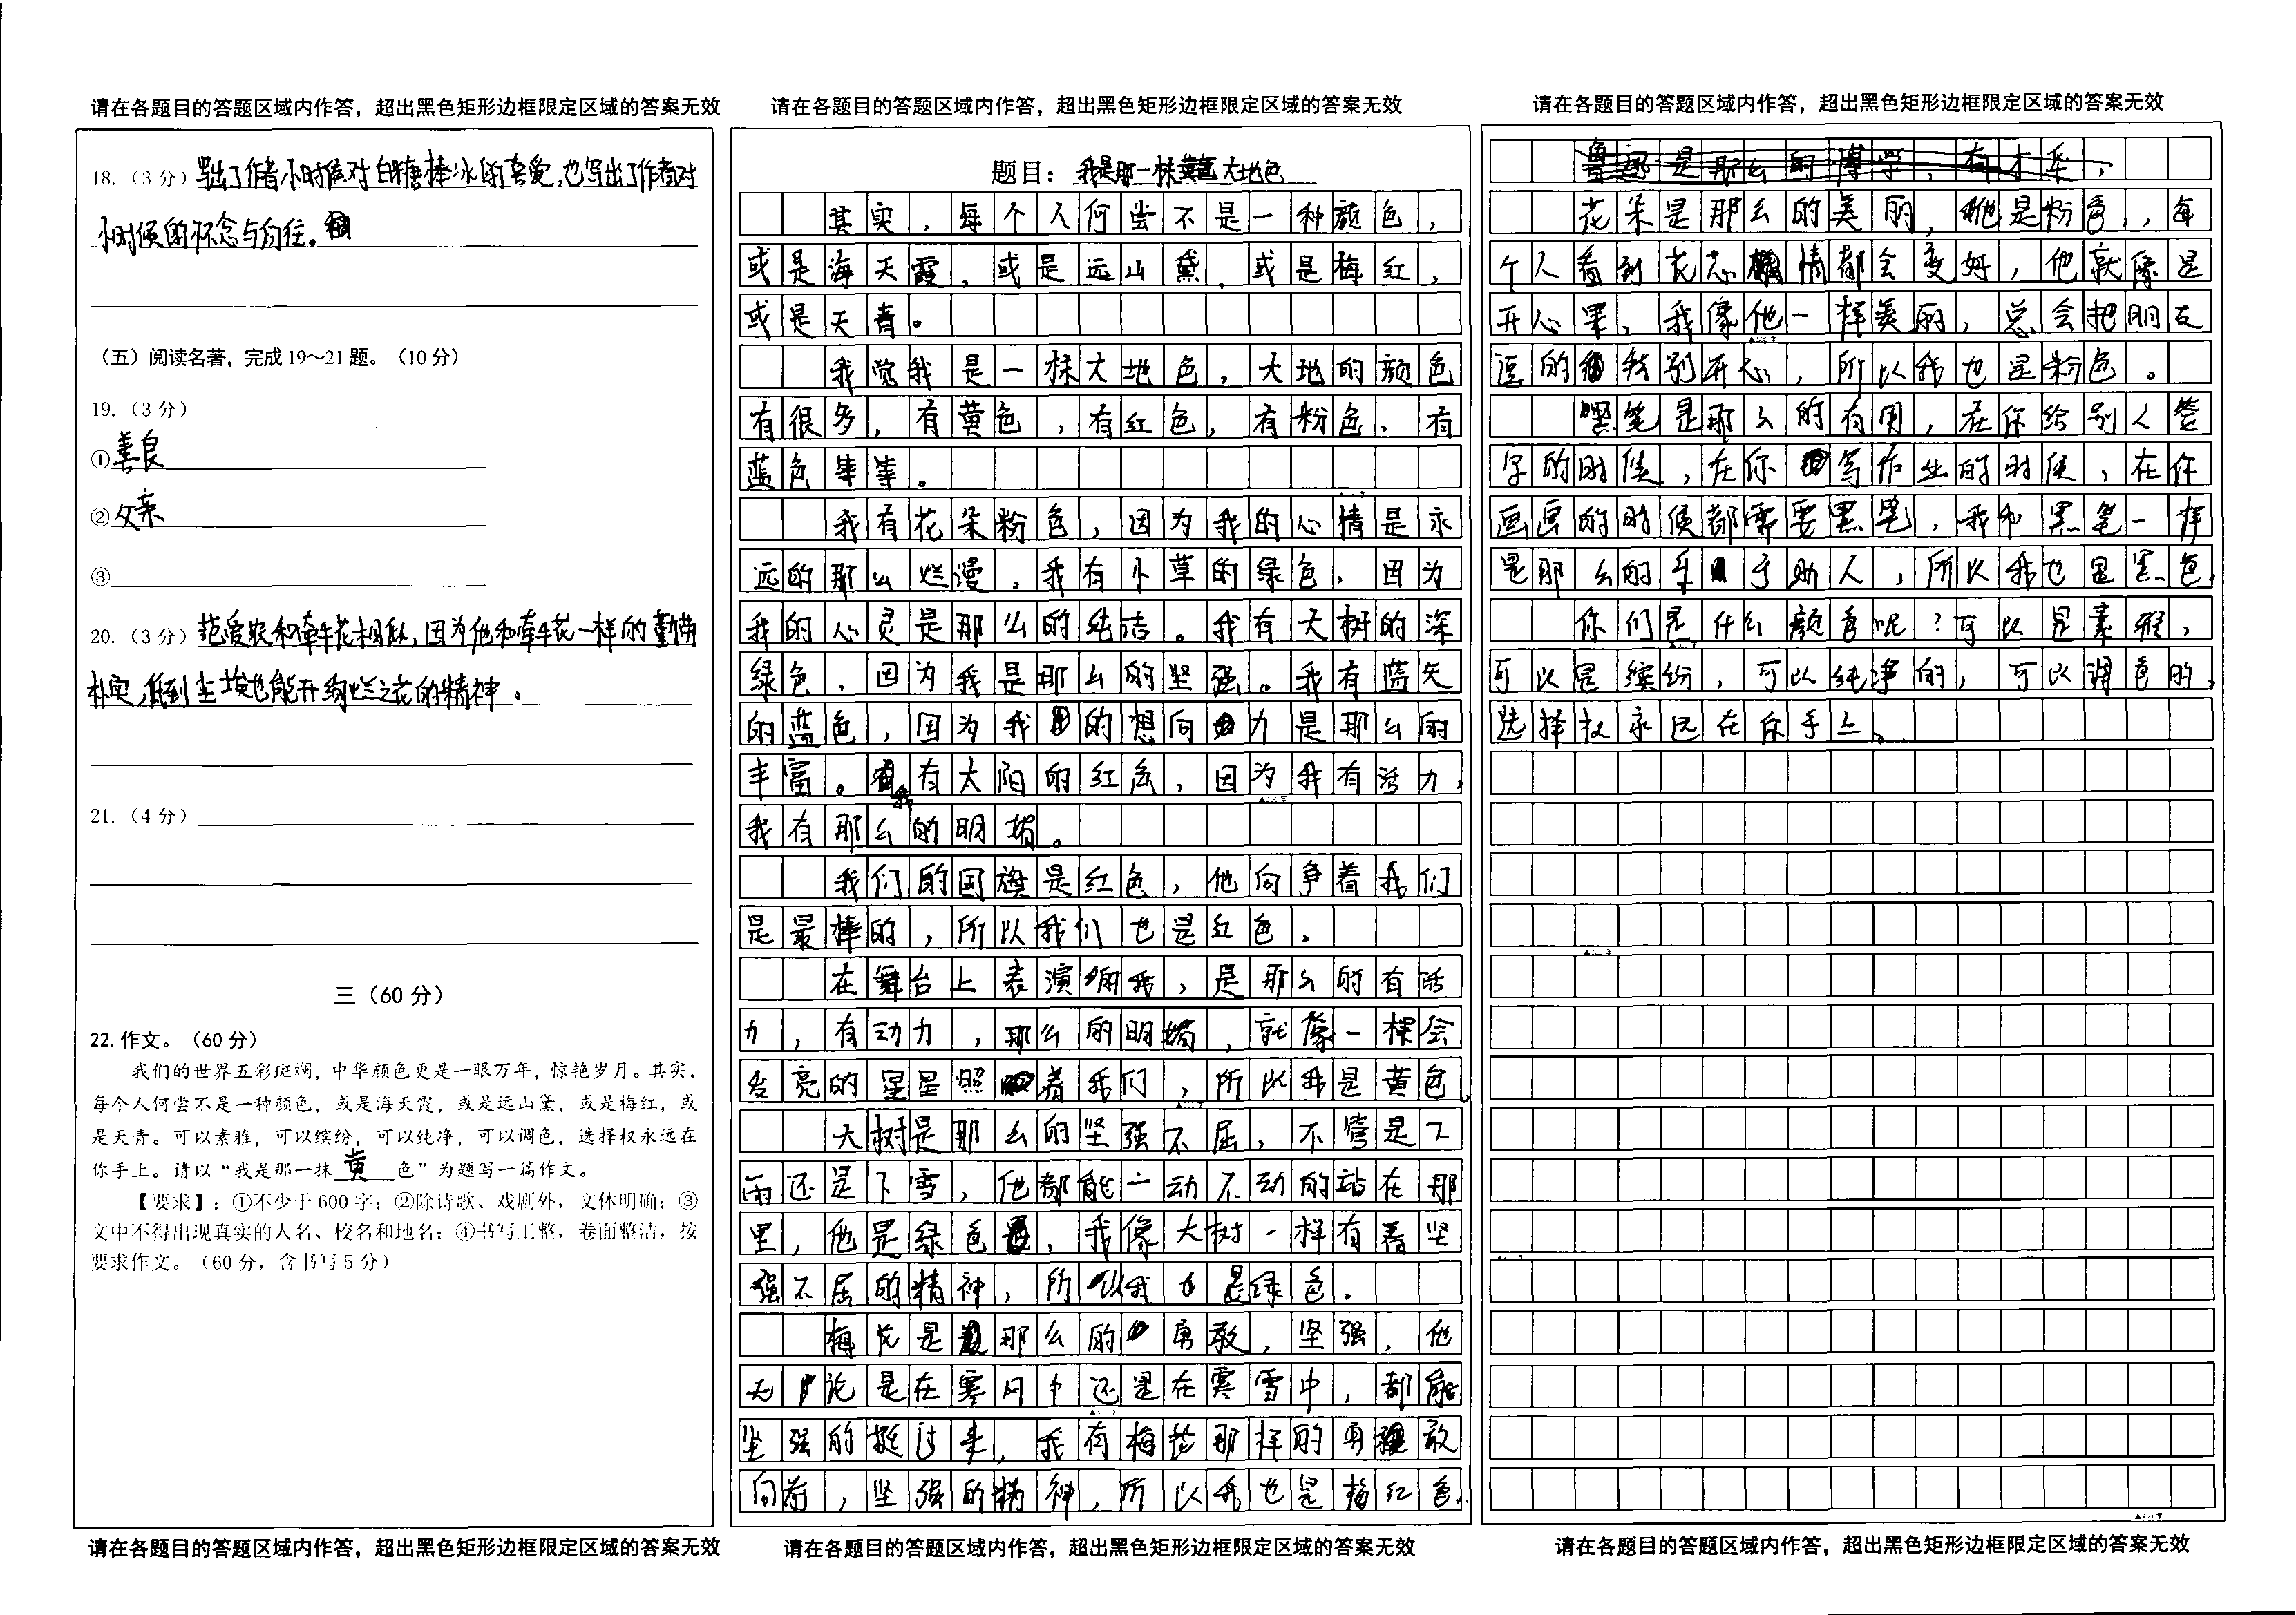 请在各题目的答题区域内作答，超出黑色矩形边框限定区域的答案无效
18.（3分）写出了作者小时候对白糖棒冰的喜爱，也写出了作者对
小时候的怀念与向往。
（五）阅读名著，完成19～21题。（10分）
19.（3分）
①善良
②父亲
③
20.（3分）范爱农和牵牛花相似，因为他和牵牛花一样的勤劳
朴实，低到尘埃也能开绚烂之花的精神。
21.（4分）
三（60分）
22.作文。（60分）
我们的世界五彩斑斓，中华颜色更是一眼万年，惊艳岁月。其实，
每个人何尝不是一种颜色，或是海天霞，或是远山黛，或是梅红，或
是天青。可以素雅，可以缤纷，可以纯净，可以调色，选择权永远在
你手上。请以“我是那一抹黄色”为题写一篇作文。
【要求】：①不少于600字；②除诗歌、戏剧外，文体明确；③
文中不得出现真实的人名、校名和地名；④书写工整，卷面整洁，按
要求作文。（60分，含书写5分）
请在各题目的答题区域内作答，超出黑色矩形边框限定区域的答案无效
请在各题目的答题区域内作答，超出黑色矩形边框限定区域的答案无效
题目：我是那一抹大地色
其实，每个人何尝不是一种颜色，
或是海天霞，或是远山黛，或是梅红，
或是天青。
我觉我是一抹大地色，大地的颜色
有很多，有黄色，有红色，有粉色，有
蓝色等等。
我有花朵粉色，因为我的心情是永
远的那么烂漫，我有小草的绿色，因为
我的心灵是那么的纯洁。我有大树的深
绿色，因为我是那么的坚强。我有蓝天
的蓝色，因为我的想向力是那么的
丰富。我有太阳的红色，因为我有活力，
我有那么的明媚。
我们的国旗是红色，他向争着我们
是最棒的，所以我们也是红色。
在舞台上表演的我，是那么的有活
力，有动力，那么的明媚，就像一棵会
发亮的星星照着我们，所以我是黄色。
大树是那么的坚强不屈，不管是下
雨还是下雪，他都能一动不动的站在那
里，他是绿色，我像大树一样有着坚
强不屈的精神，所以我也是绿色。
梅花是那么的勇敢，坚强，他
无论是在寒风中还是在寒雪中，都能
坚强的挺过来，我有梅花那样的勇敢
向前，坚强的精神，所以我也是梅红色。
请在各题目的答题区域内作答，超出黑色矩形边框限定区域的答案无效
请在各题目的答题区域内作答，超出黑色矩形边框限定区域的答案无效
花朵是那么的美丽，他是粉色，每
个人看到花心情都会变好，他就像是
开心果，我像他一样美丽，总会把朋友
逗的特别开心，所以我也是粉色。
黑笔是那么的有用，在你给别人签
字的时候，在你写作业的时候，在你
画画的时候都需要黑笔，我和黑笔一样
是那么的乐于助人，所以我也是黑色。
你们是什么颜色呢？可以是素雅，
可以是缤纷，可以纯净的，可以调色的，
选择权永远在你手上。
请在各题目的答题区域内作答，超出黑色矩形边框限定区域的答案无效